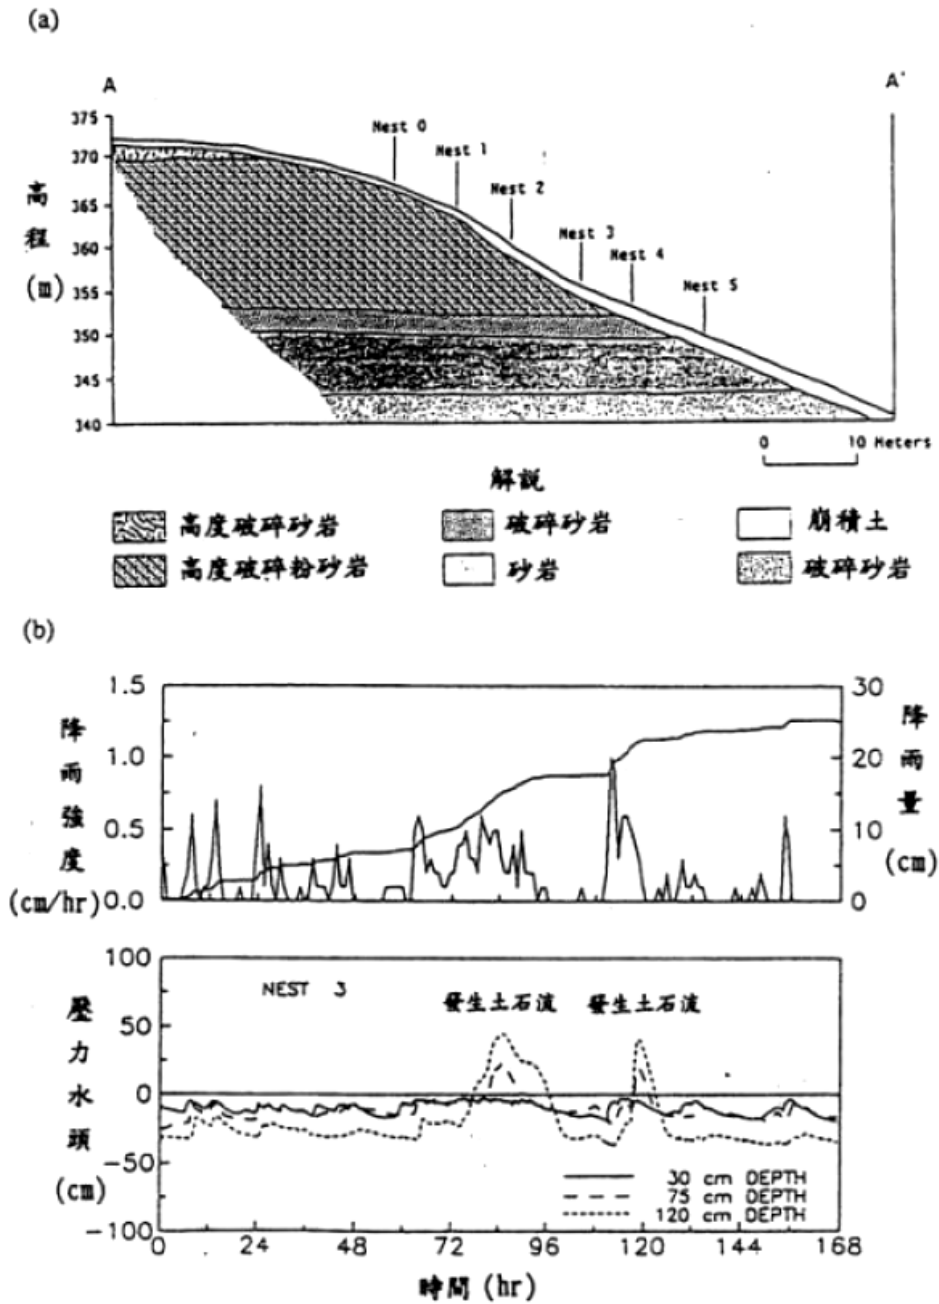 (a)
A
A'
375
370
365
360
355
350
345
340
高程
(m)
Nest 0
Nest 1
Nest 2
Nest 3
Nest 4
Nest 5
0 10 Meters
解説
高度破碎砂岩 破碎砂岩 崩積土
高度破碎粉砂岩 砂岩 破碎砂岩
(b)
1.5
1.0
0.5
0.0
降雨強度
(cm/hr)
30
20
10
0
降雨量
(cm)
100
50
0
-50
-100
壓力水頭
(cm)
NEST 3
發生土石流 發生土石流
30 cm DEPTH
75 cm DEPTH
120 cm DEPTH
0 24 48 72 96 120 144 168
時間 (hr)